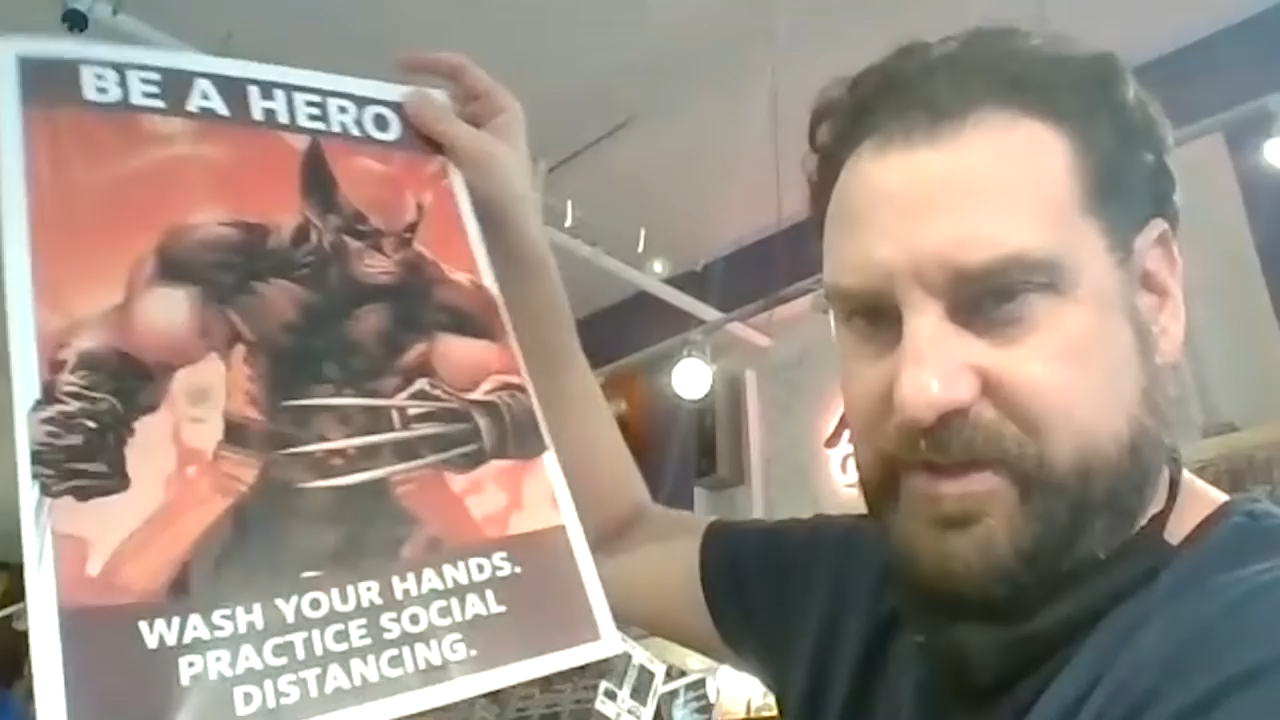 BE A HERO
WASH YOUR HANDS.
PRACTICE SOCIAL
DISTANCING.